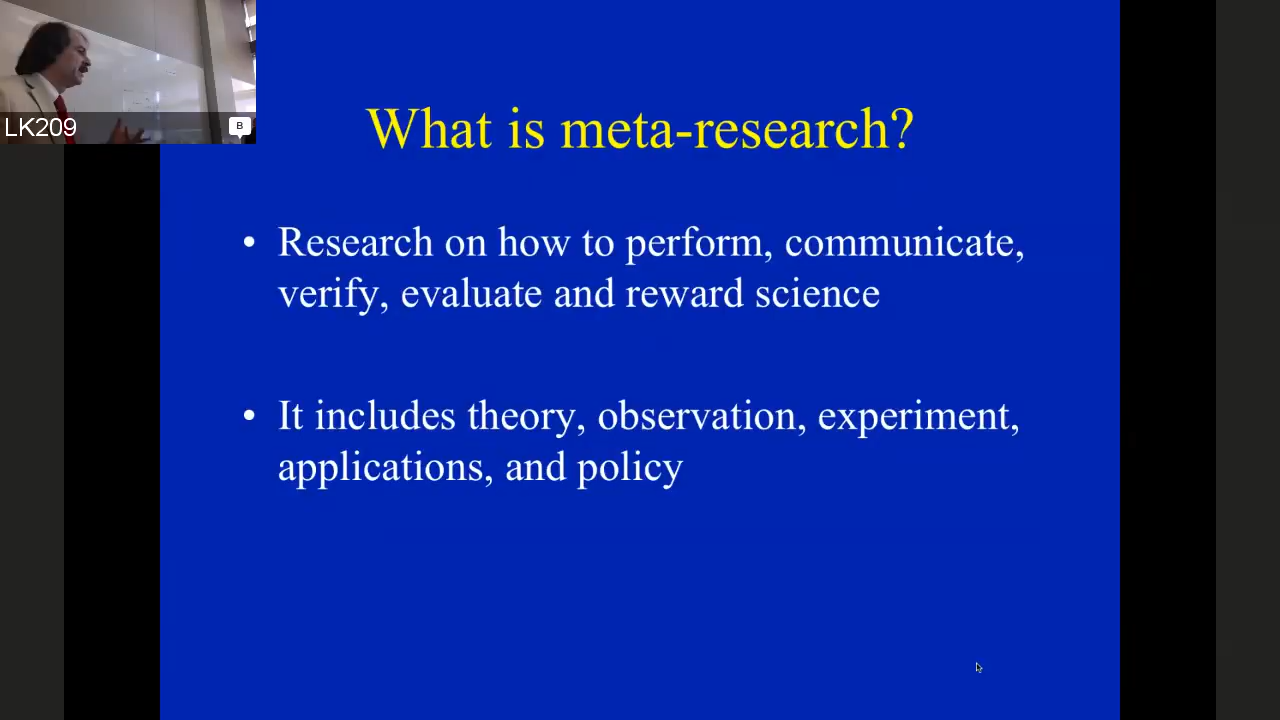 LK209
B
What is meta-research?
• Research on how to perform, communicate,
verify, evaluate and reward science
• It includes theory, observation, experiment,
applications, and policy